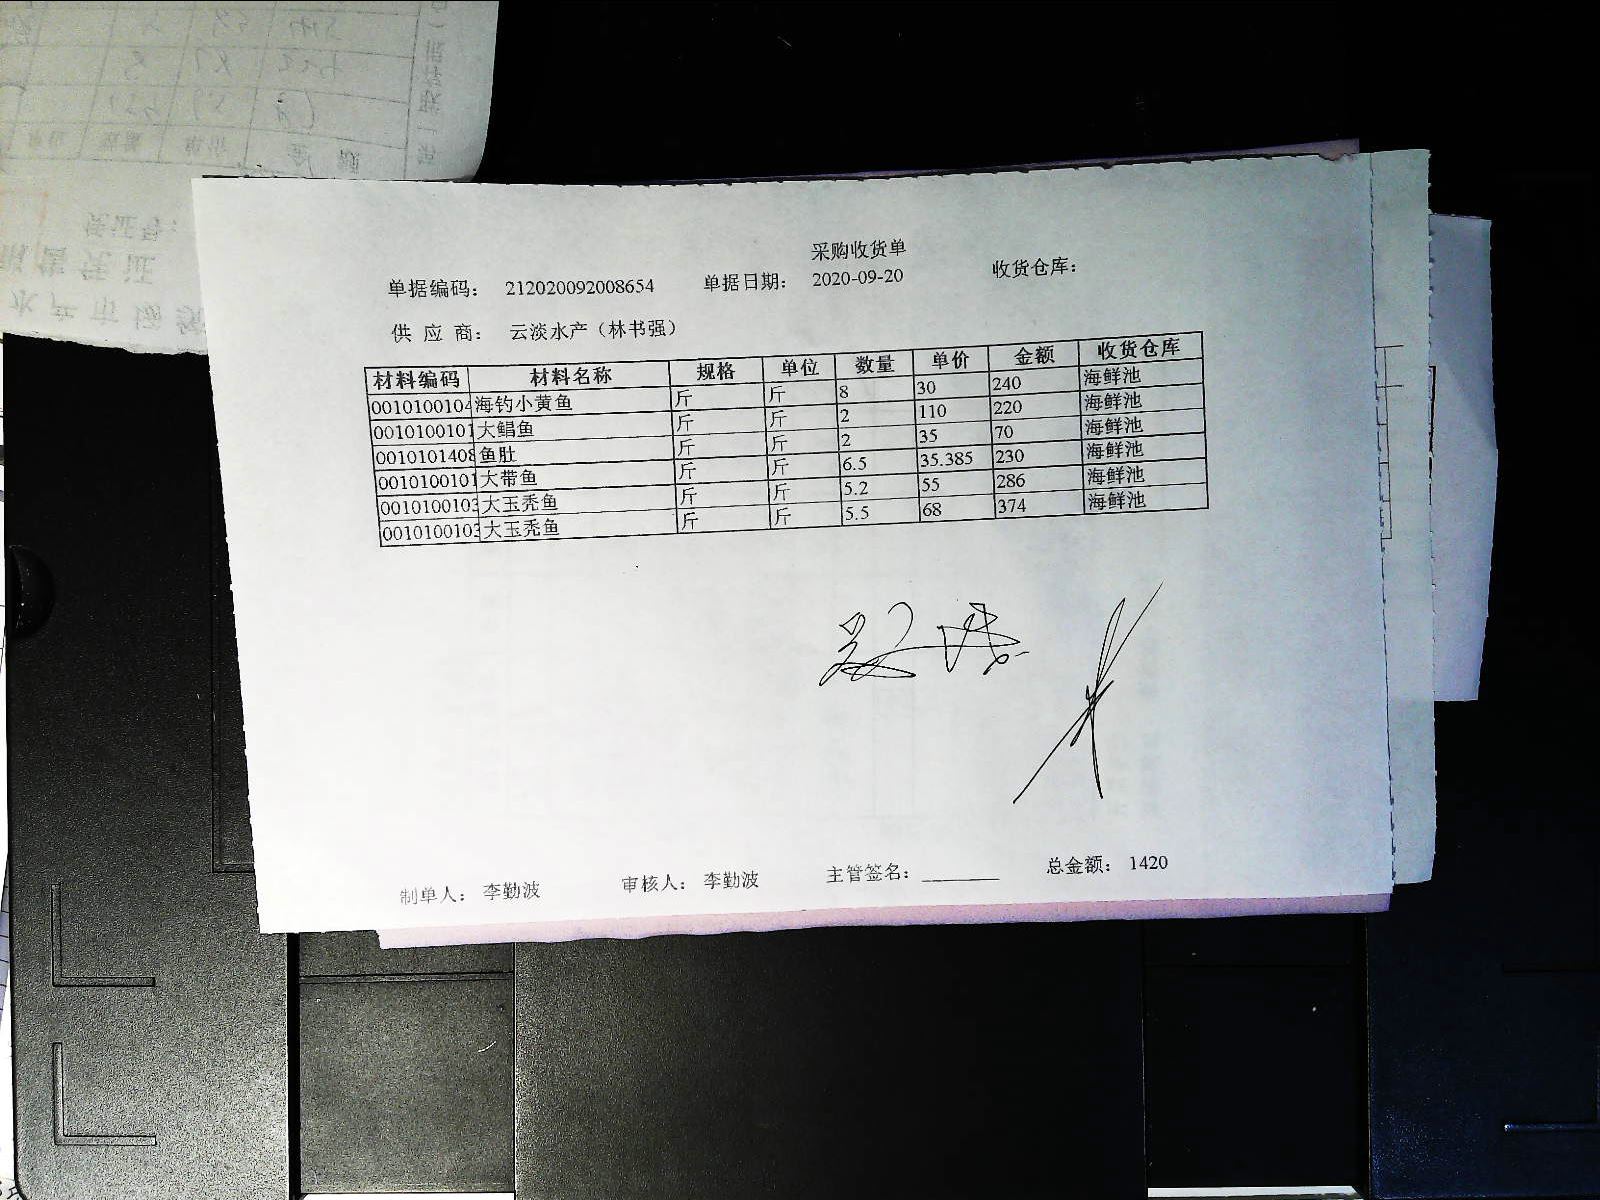 采购收货单
单据编码： 212020092008654 单据日期： 2020-09-20 收货仓库：
供 应 商： 云淡水产（林书强）
材料编码 材料名称 规格 单位 数量 单价 金额 收货仓库
0010100104 海钓小黄鱼 斤 斤 8 30 240 海鲜池
0010100101 大鲳鱼 斤 斤 2 110 220 海鲜池
0010101408 鱼肚 斤 斤 2 35 70 海鲜池
0010100101 大带鱼 斤 斤 6.5 35.385 230 海鲜池
0010100103 大玉秃鱼 斤 斤 5.2 55 286 海鲜池
0010100103 大玉秃鱼 斤 斤 5.5 68 374 海鲜池
制单人： 李勤波 审核人： 李勤波 主管签名： 总金额： 1420